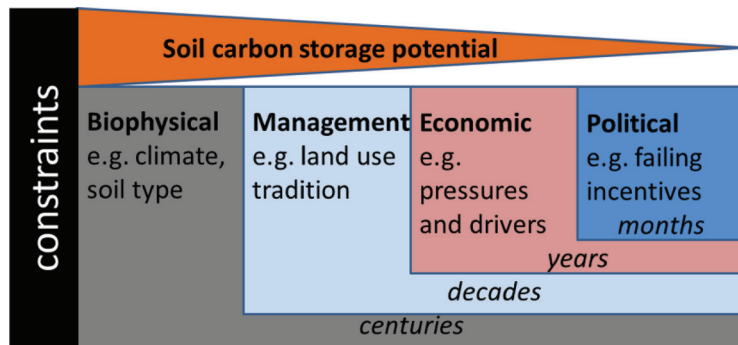 Soil carbon storage potential
constraints
Biophysical
e.g. climate,
soil type
Management
e.g. land use
tradition
Economic
e.g.
pressures
and drivers
Political
e.g. failing
incentives
months
years
decades
centuries